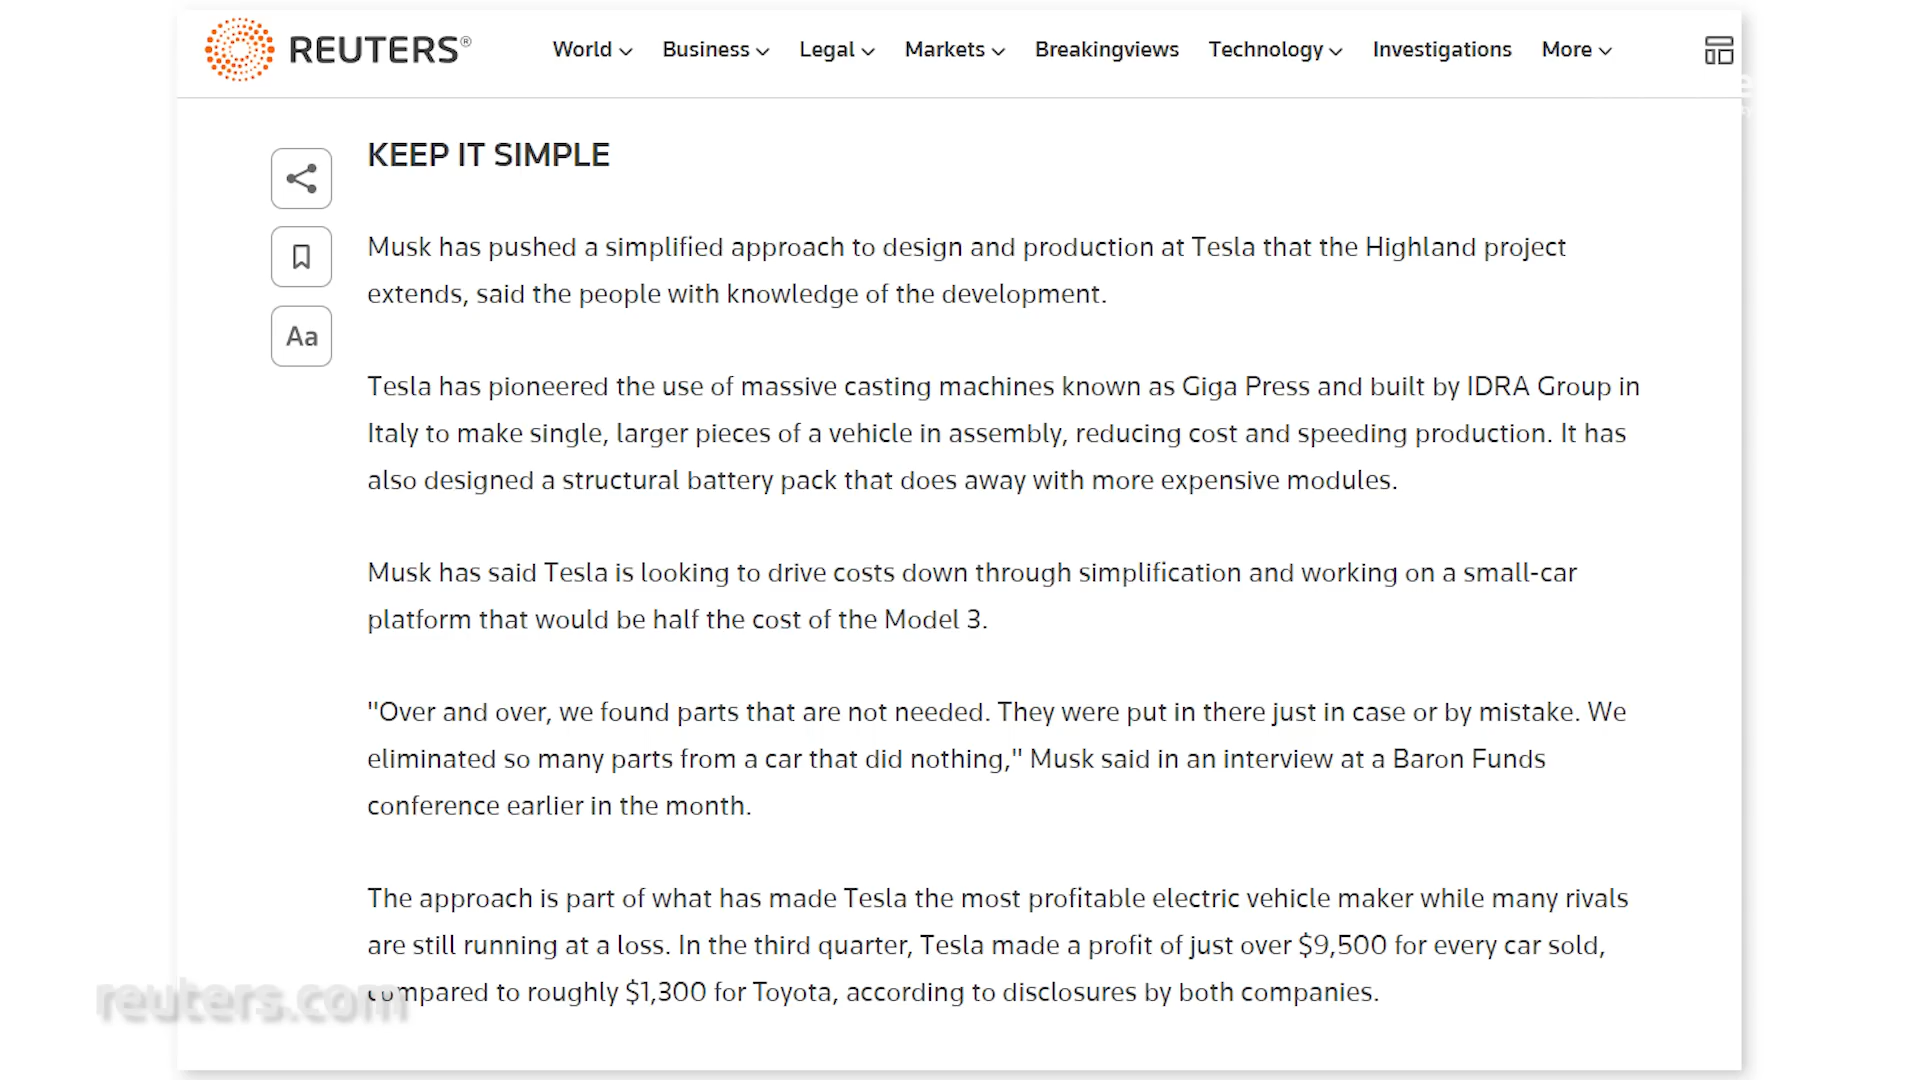 REUTERS®
World Business Legal Markets Breakingviews Technology Investigations More
KEEP IT SIMPLE
Aa
Musk has pushed a simplified approach to design and production at Tesla that the Highland project
extends, said the people with knowledge of the development.
Tesla has pioneered the use of massive casting machines known as Giga Press and built by IDRA Group in
Italy to make single, larger pieces of a vehicle in assembly, reducing cost and speeding production. It has
also designed a structural battery pack that does away with more expensive modules.
Musk has said Tesla is looking to drive costs down through simplification and working on a small-car
platform that would be half the cost of the Model 3.
"Over and over, we found parts that are not needed. They were put in there just in case or by mistake. We
eliminated so many parts from a car that did nothing," Musk said in an interview at a Baron Funds
conference earlier in the month.
The approach is part of what has made Tesla the most profitable electric vehicle maker while many rivals
are still running at a loss. In the third quarter, Tesla made a profit of just over $9,500 for every car sold,
compared to roughly $1,300 for Toyota, according to disclosures by both companies.
reuters.com